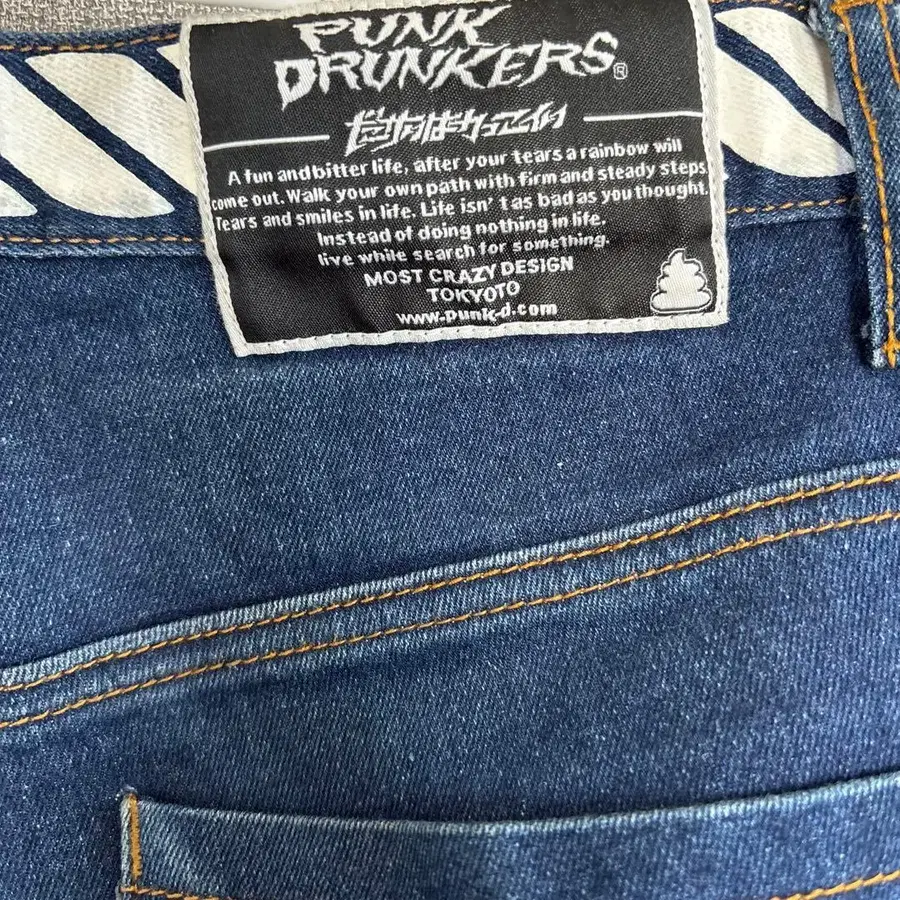 PUNK
DRUNKERS®
A fun and bitter life, after your tears a rainbow will
come out. Walk your own path with firm and steady steps.
Tears and smiles in life. Life isn' t as bad as you thought.
Instead of doing nothing in life.
live while search for something.
MOST CRAZY DESIGN
TOKYOTO
www.punk-d.com